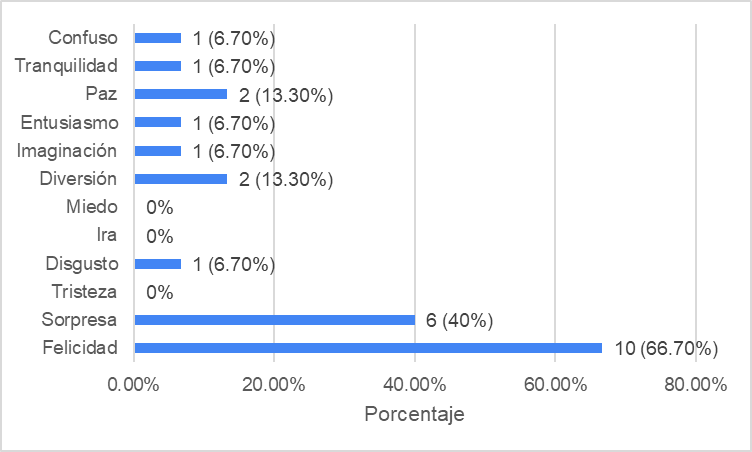 Confuso 1 (6.70%)
Tranquilidad 1 (6.70%)
Paz 2 (13.30%)
Entusiasmo 1 (6.70%)
Imaginación 1 (6.70%)
Diversión 2 (13.30%)
Miedo 0%
Ira 0%
Disgusto 1 (6.70%)
Tristeza 0%
Sorpresa 6 (40%)
Felicidad 10 (66.70%)
0.00% 20.00% 40.00% 60.00% 80.00%
Porcentaje